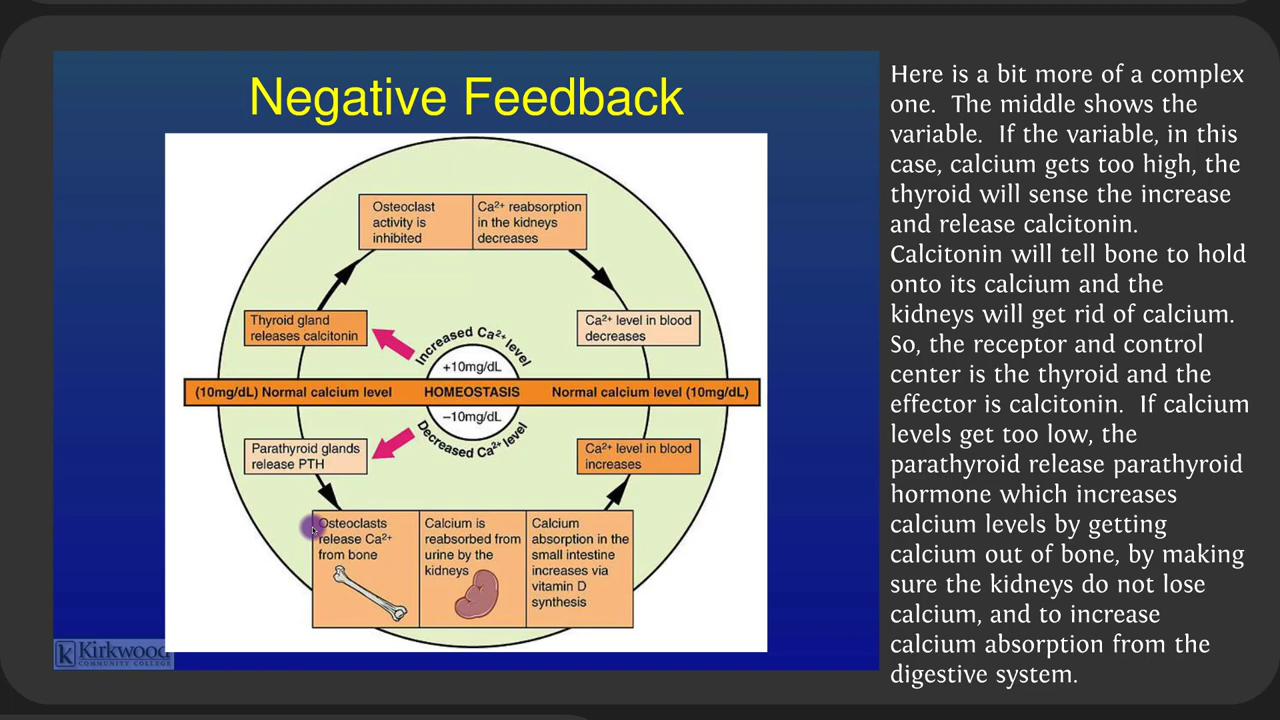 Negative Feedback
Osteoclast
activity is
inhibited
Ca²⁺ reabsorption
in the kidneys
decreases
Thyroid gland
releases calcitonin
Increased Ca²⁺ level
+10mg/dL
Ca²⁺ level in blood
decreases
(10mg/dL) Normal calcium level
HOMEOSTASIS
Normal calcium level (10mg/dL)
−10mg/dL
Decreased Ca²⁺ level
Parathyroid glands
release PTH
Ca²⁺ level in blood
increases
Osteoclasts
release Ca²⁺
from bone
Calcium is
reabsorbed from
urine by the
kidneys
Calcium
absorption in the
small intestine
increases via
vitamin D
synthesis
Kirkwood
COMMUNITY COLLEGE
Here is a bit more of a complex
one. The middle shows the
variable. If the variable, in this
case, calcium gets too high, the
thyroid will sense the increase
and release calcitonin.
Calcitonin will tell bone to hold
onto its calcium and the
kidneys will get rid of calcium.
So, the receptor and control
center is the thyroid and the
effector is calcitonin. If calcium
levels get too low, the
parathyroid release parathyroid
hormone which increases
calcium levels by getting
calcium out of bone, by making
sure the kidneys do not lose
calcium, and to increase
calcium absorption from the
digestive system.